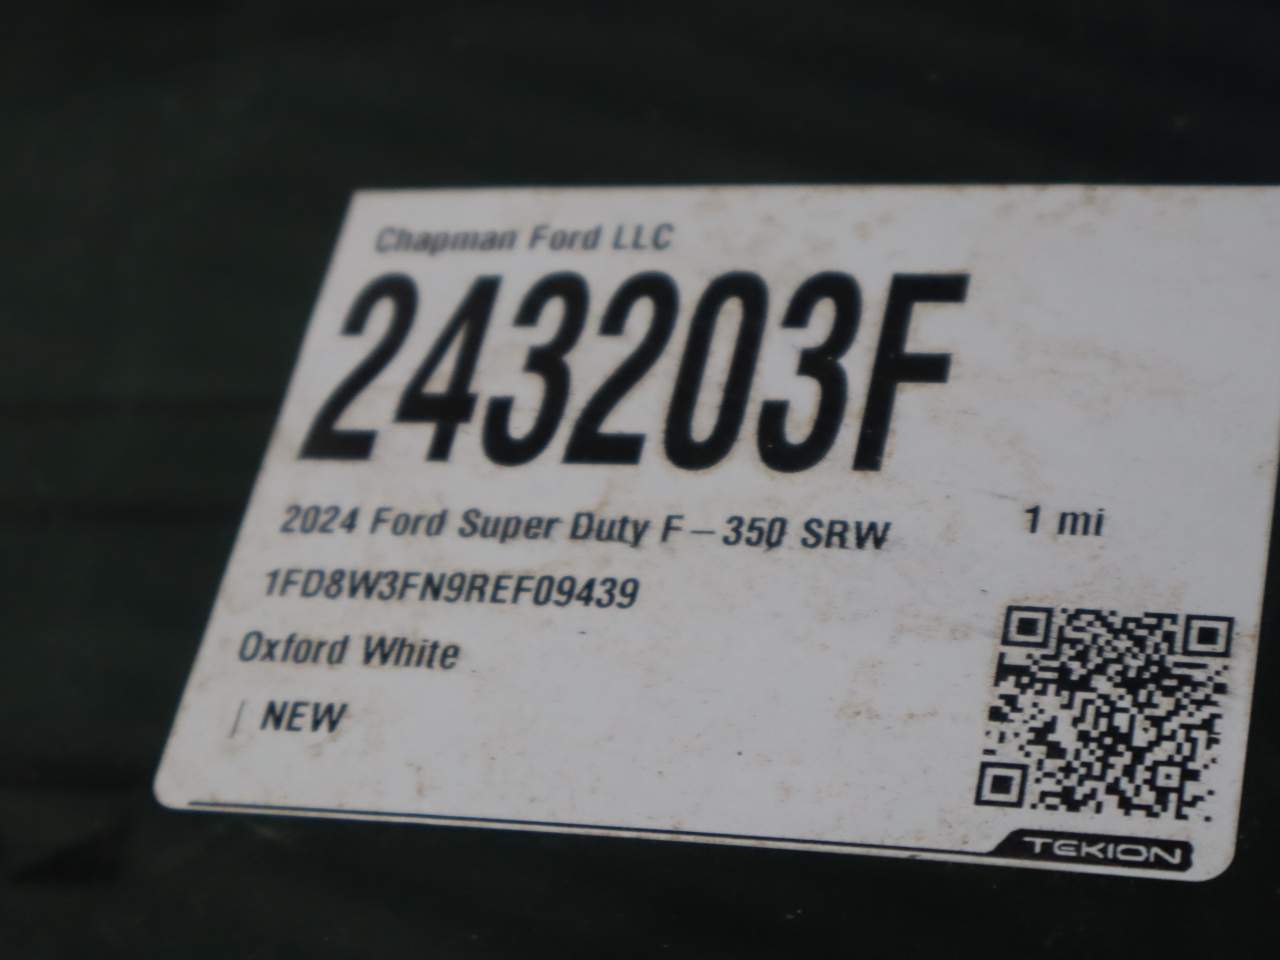 Chapman Ford LLC
243203F
2024 Ford Super Duty F-350 SRW 1 mi
1FD8W3FN9REF09439
Oxford White
| NEW
TEKION